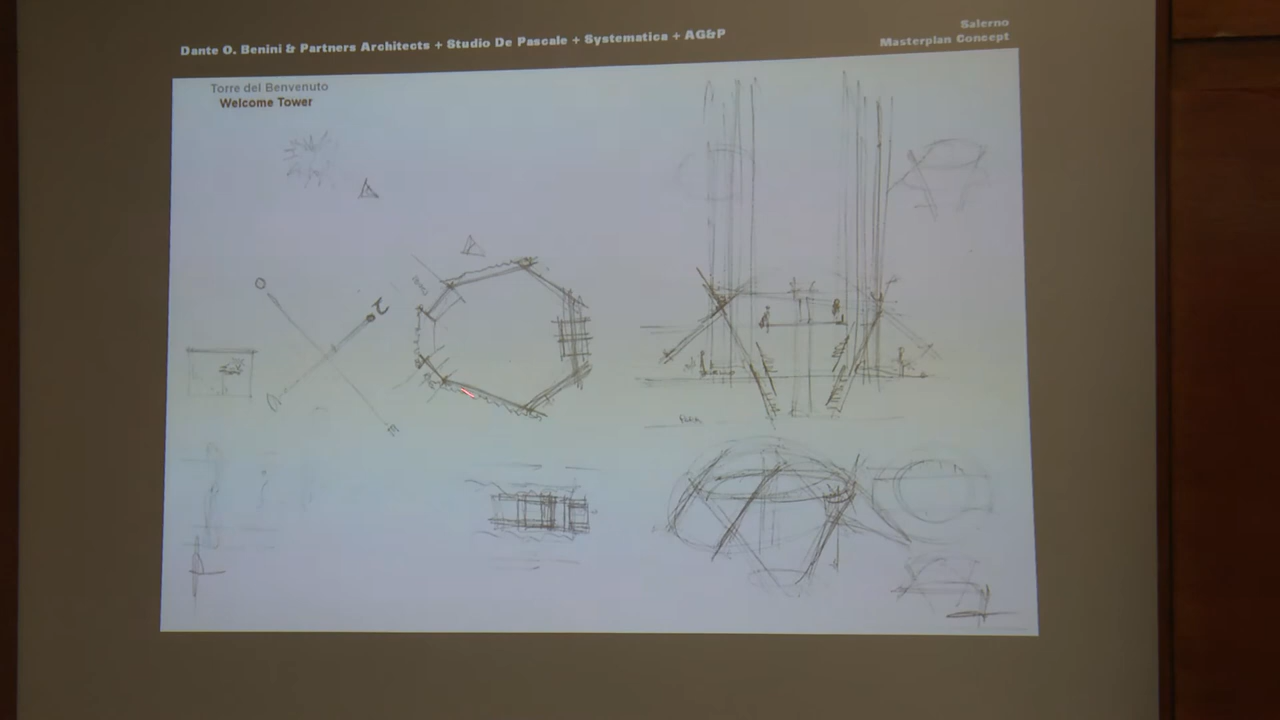 Dante O. Benini & Partners Architects + Studio De Pascale + Systematica + AG&P
Salerno
Masterplan Concept
Torre del Benvenuto
Welcome Tower